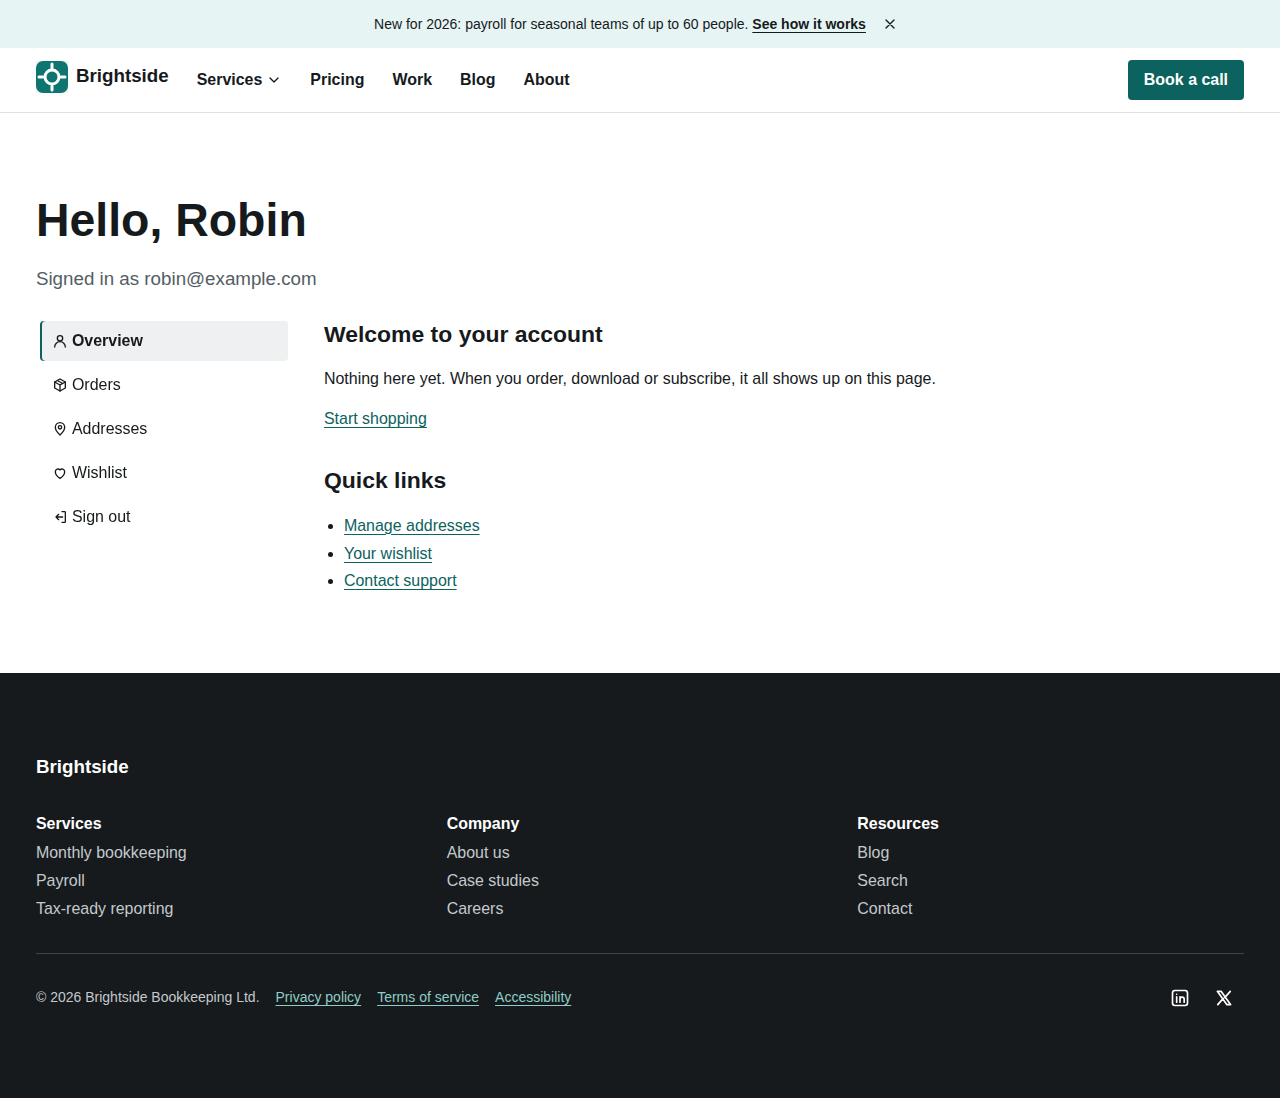 New for 2026: payroll for seasonal teams of up to 60 people. See how it works
Brightside
Services
Pricing
Work
Blog
About
Book a call
Hello, Robin
Signed in as robin@example.com
Overview
Orders
Addresses
Wishlist
Sign out
Welcome to your account
Nothing here yet. When you order, download or subscribe, it all shows up on this page.
Start shopping
Quick links
Manage addresses
Your wishlist
Contact support
Brightside
Services
Monthly bookkeeping
Payroll
Tax-ready reporting
Company
About us
Case studies
Careers
Resources
Blog
Search
Contact
© 2026 Brightside Bookkeeping Ltd.
Privacy policy
Terms of service
Accessibility